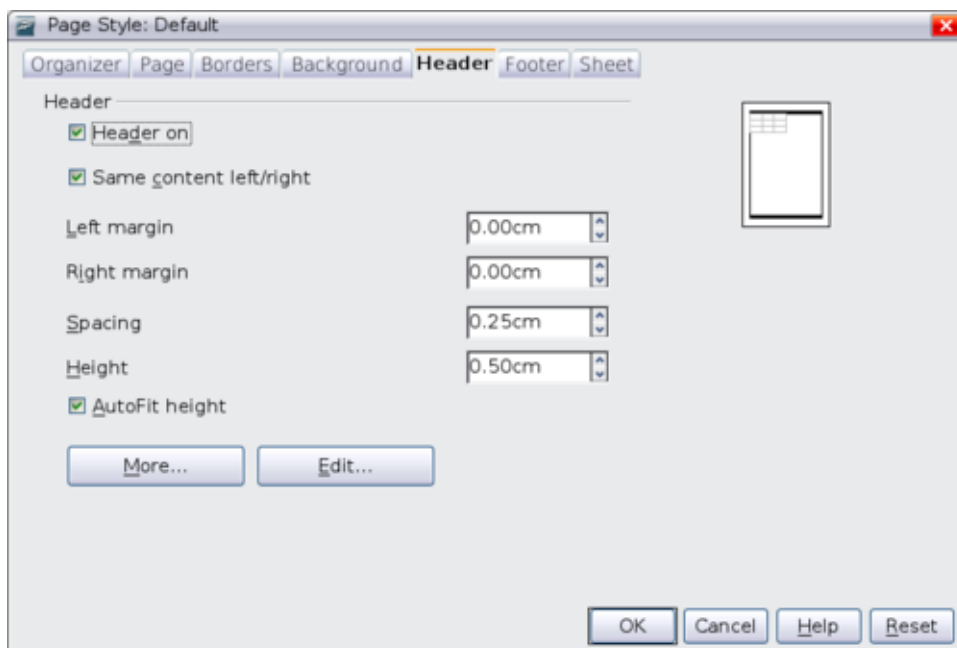 Page Style: Default
Organizer Page Borders Background Header Footer Sheet
Header
Header on
Same content left/right
Left margin 0.00cm
Right margin 0.00cm
Spacing 0.25cm
Height 0.50cm
AutoFit height
More... Edit...
OK Cancel Help Reset